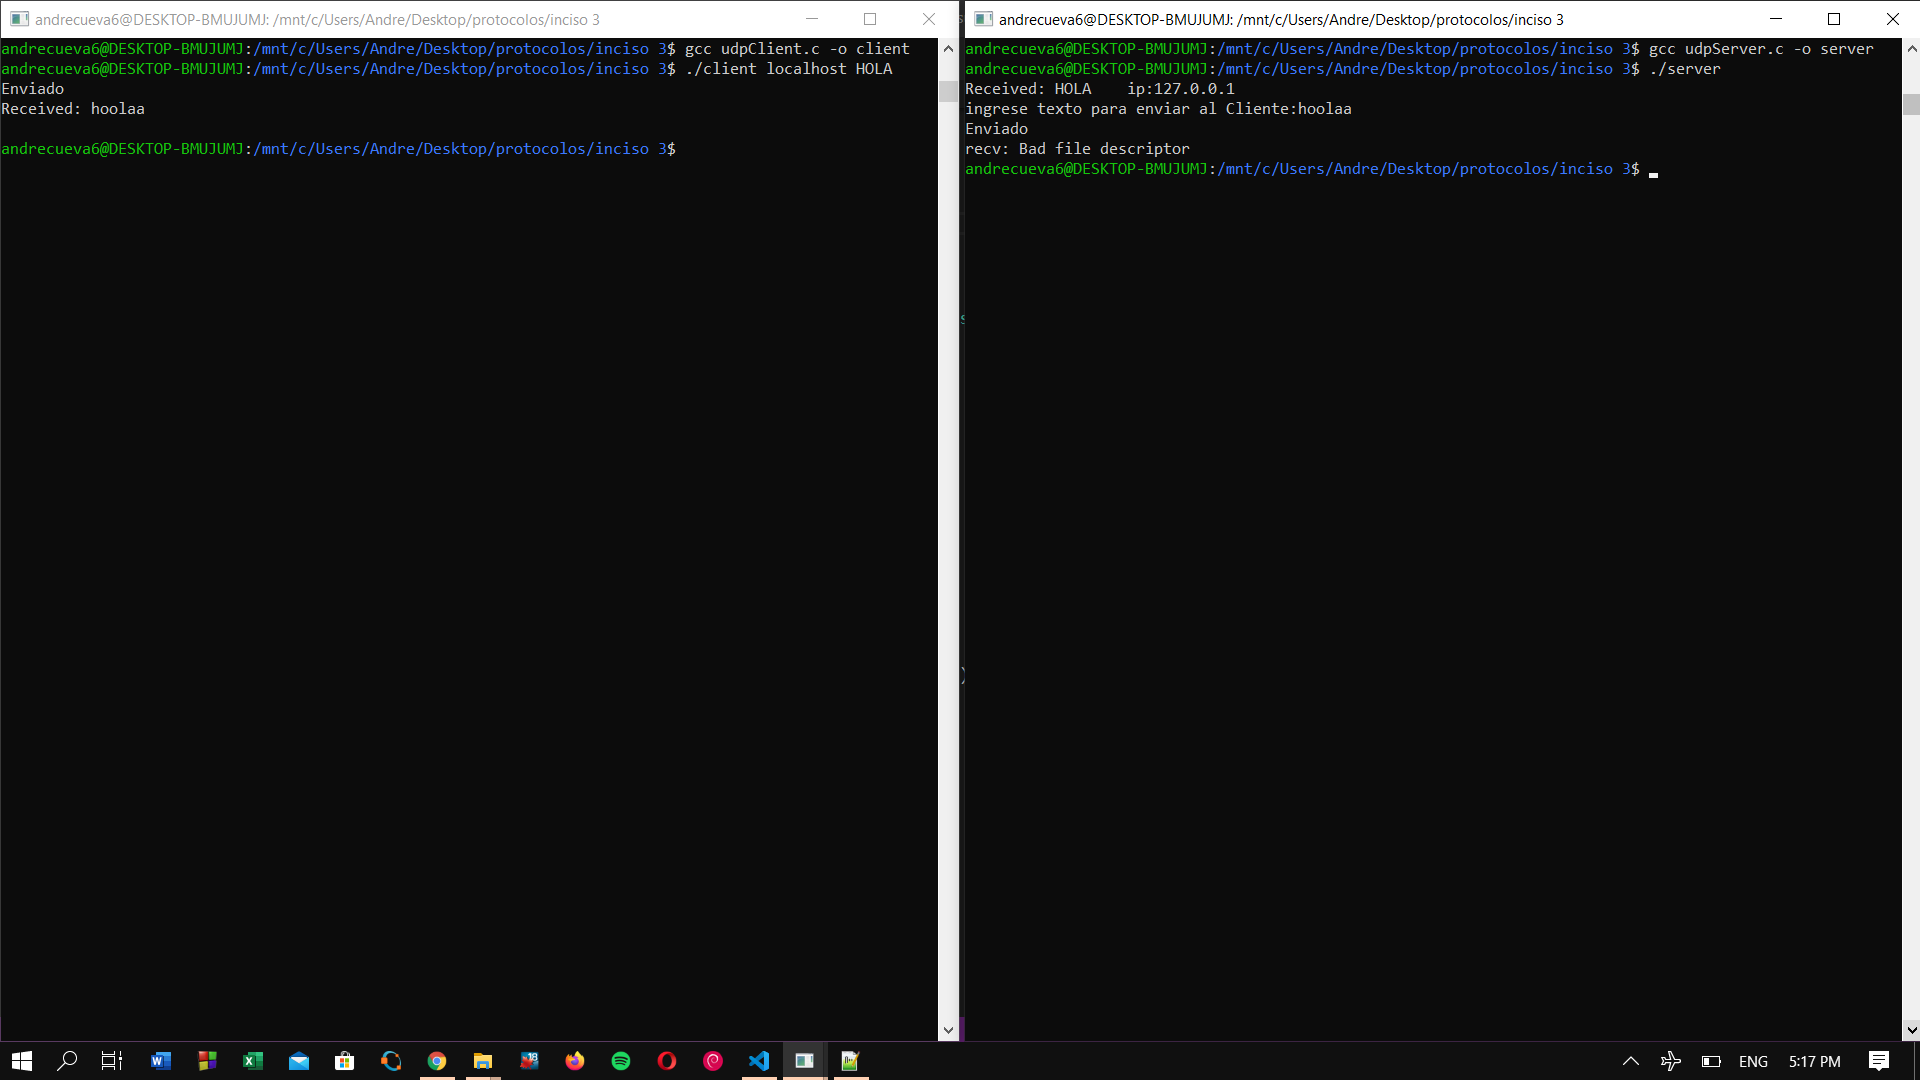 andrecueva6@DESKTOP-BMUJUMJ: /mnt/c/Users/Andre/Desktop/protocolos/inciso 3
andrecueva6@DESKTOP-BMUJUMJ:/mnt/c/Users/Andre/Desktop/protocolos/inciso 3$ gcc udpClient.c -o client
andrecueva6@DESKTOP-BMUJUMJ:/mnt/c/Users/Andre/Desktop/protocolos/inciso 3$ ./client localhost HOLA
Enviado
Received: hoolaa
andrecueva6@DESKTOP-BMUJUMJ:/mnt/c/Users/Andre/Desktop/protocolos/inciso 3$
andrecueva6@DESKTOP-BMUJUMJ: /mnt/c/Users/Andre/Desktop/protocolos/inciso 3
andrecueva6@DESKTOP-BMUJUMJ:/mnt/c/Users/Andre/Desktop/protocolos/inciso 3$ gcc udpServer.c -o server
andrecueva6@DESKTOP-BMUJUMJ:/mnt/c/Users/Andre/Desktop/protocolos/inciso 3$ ./server
Received: HOLA    ip:127.0.0.1
ingrese texto para enviar al Cliente:hoolaa
Enviado
recv: Bad file descriptor
andrecueva6@DESKTOP-BMUJUMJ:/mnt/c/Users/Andre/Desktop/protocolos/inciso 3$
18
ENG
5:17 PM